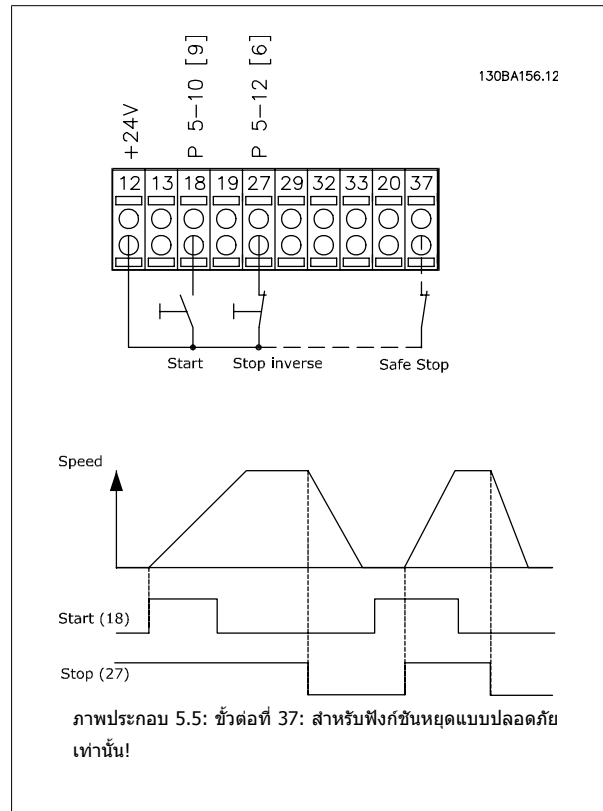 130BA156.12
+24V
P 5-10 [9]
P 5-12 [6]
12 13 18 19 27 29 32 33 20 37
Start Stop inverse Safe Stop
Speed
Start (18)
Stop (27)
ภาพประกอบ 5.5: ขั้วต่อที่ 37: สำหรับฟังก์ชันหยุดแบบปลอดภัย
เท่านั้น!